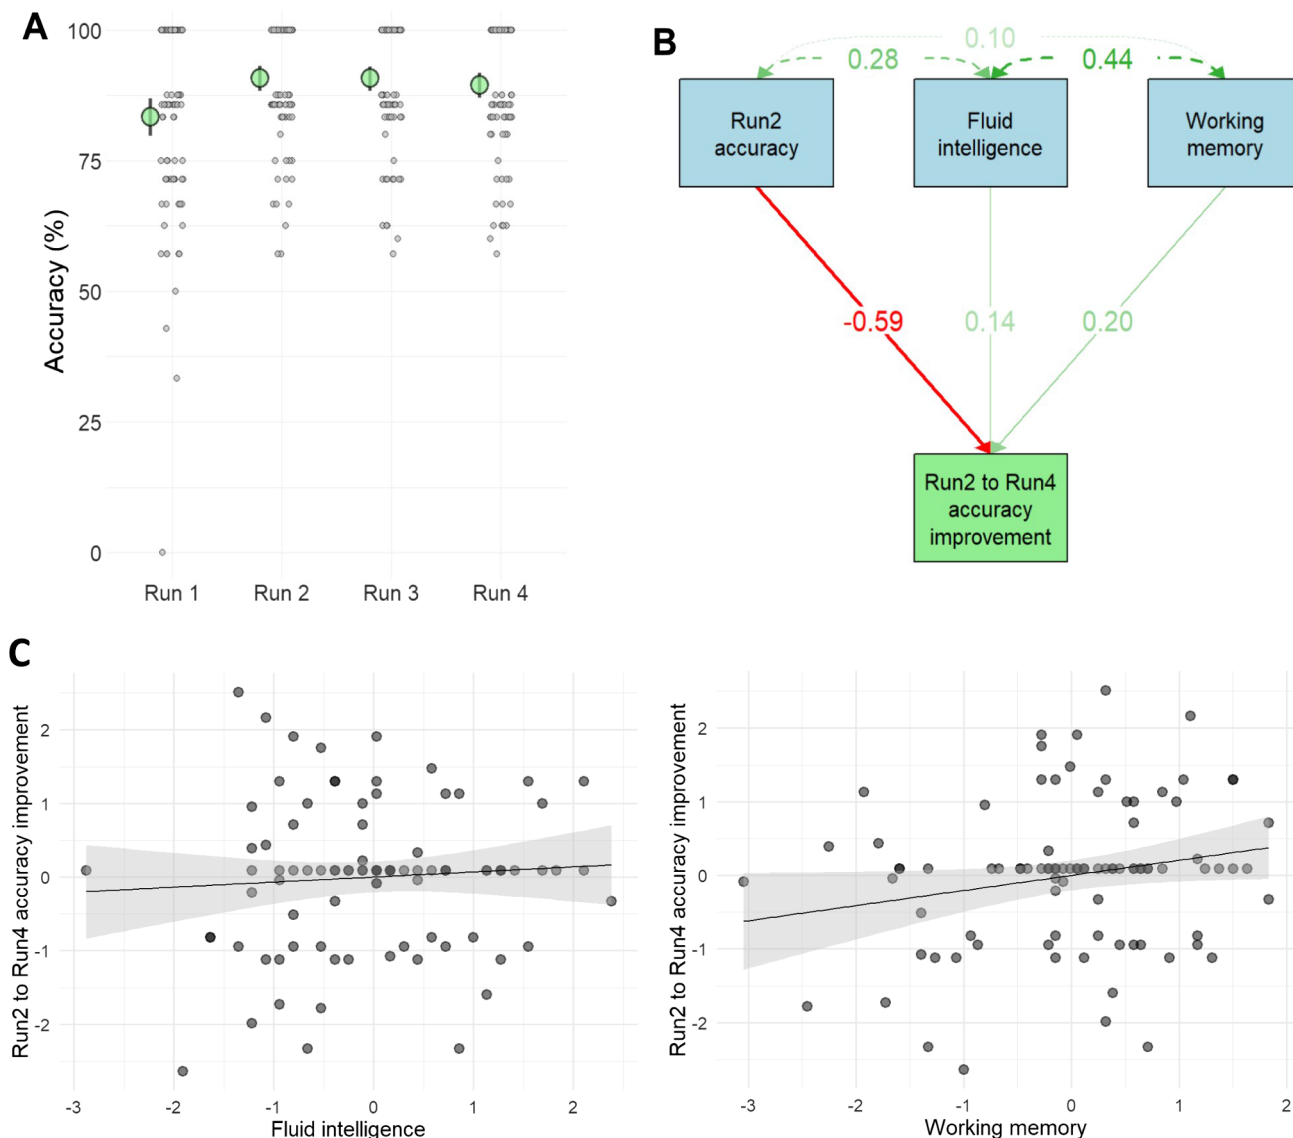 A
Accuracy (%)
100
75
50
25
0
Run 1
Run 2
Run 3
Run 4
B
0.10
0.28
0.44
Run2
accuracy
Fluid
intelligence
Working
memory
-0.59
0.14
0.20
Run2 to Run4
accuracy
improvement
C
Run2 to Run4 accuracy improvement
2
1
0
-1
-2
-3
-2
-1
0
1
2
Fluid intelligence
Run2 to Run4 accuracy improvement
2
1
0
-1
-2
-3
-2
-1
0
1
2
Working memory